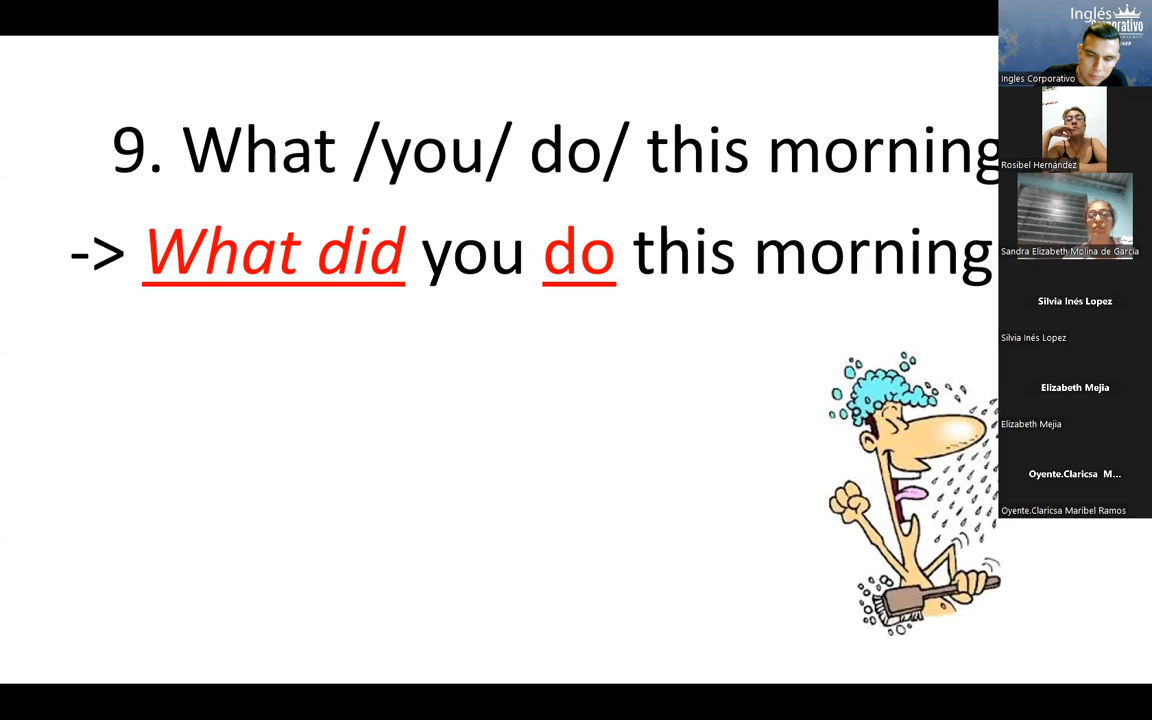 9. What /you/ do/ this morning
-> What did you do this morning
Inglés
Corporativo
Ingles Corporativo
Rosibel Hernández
Sandra Elizabeth Molina de García
Silvia Inés Lopez
Silvia Inés Lopez
Elizabeth Mejia
Elizabeth Mejia
Oyente.Claricsa M...
Oyente.Claricsa Maribel Ramos